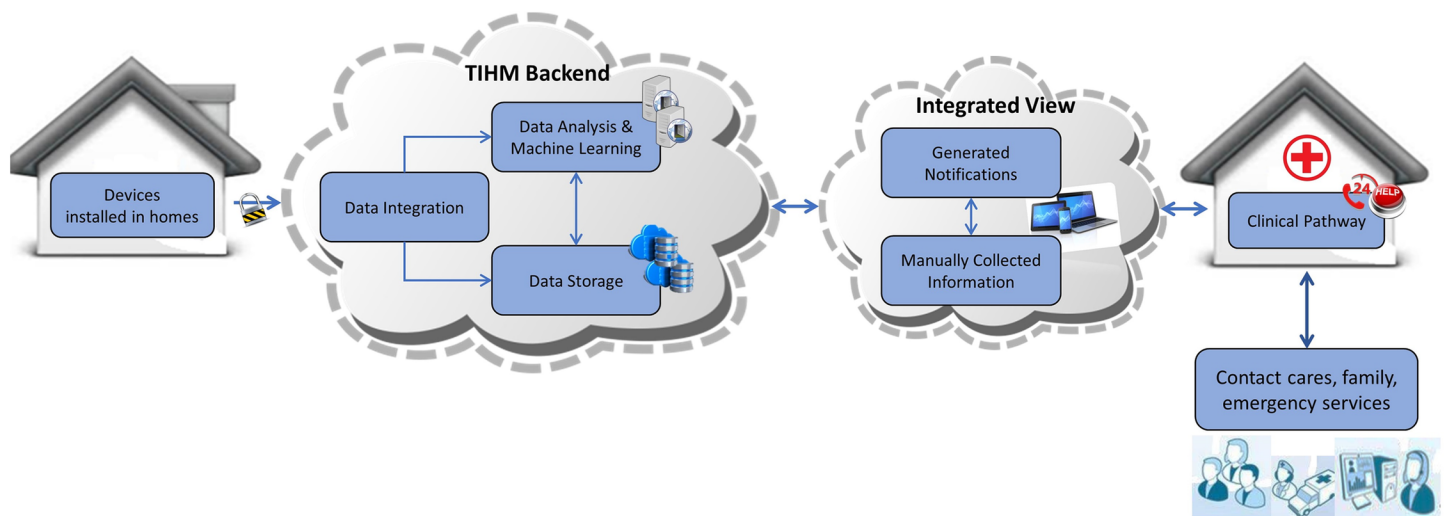 TIHM Backend
Integrated View
Devices
installed in homes
Data Integration
Data Analysis &
Machine Learning
Data Storage
Generated
Notifications
Manually Collected
Information
24
HELP
Clinical Pathway
Contact cares, family,
emergency services